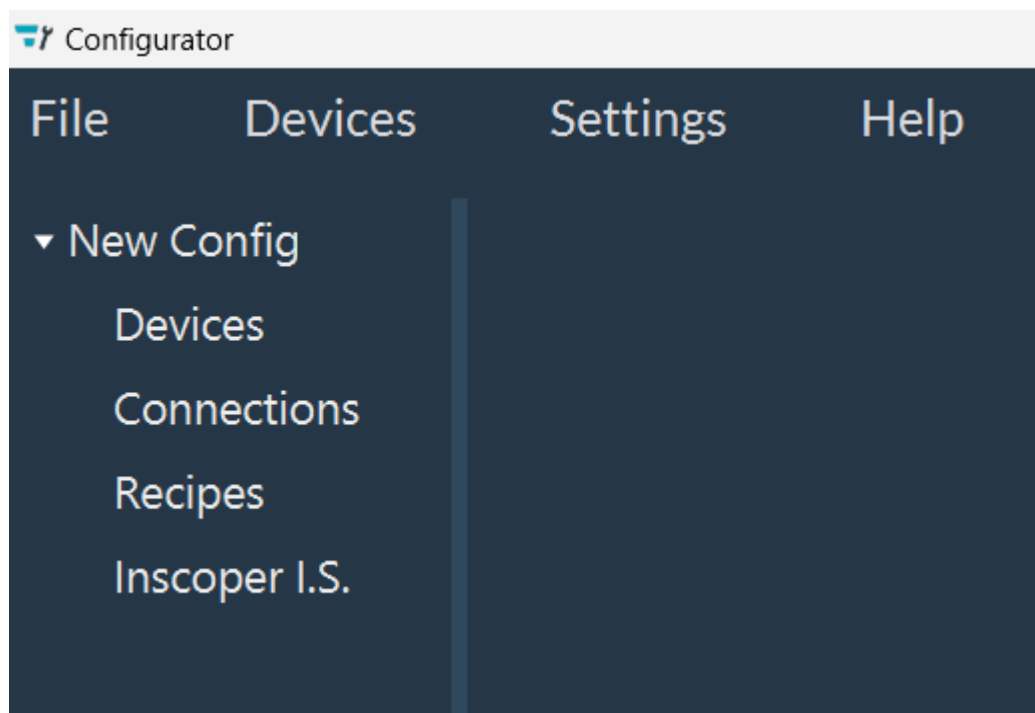 Configurator
File Devices Settings Help
New Config
Devices
Connections
Recipes
Inscoper I.S.